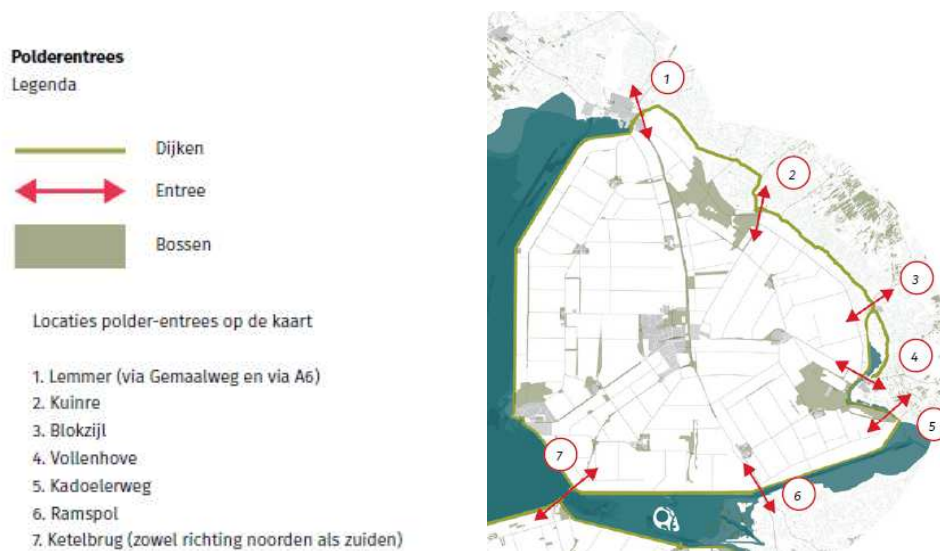 Polderentrees
Legenda
Dijken
Entree
Bossen
Locaties polder-entrees op de kaart
1. Lemmer (via Gemaalweg en via A6)
2. Kuinre
3. Blokzijl
4. Vollenhove
5. Kadoelerweg
6. Ramspol
7. Ketelbrug (zowel richting noorden als zuiden)
1
2
3
4
5
7
6